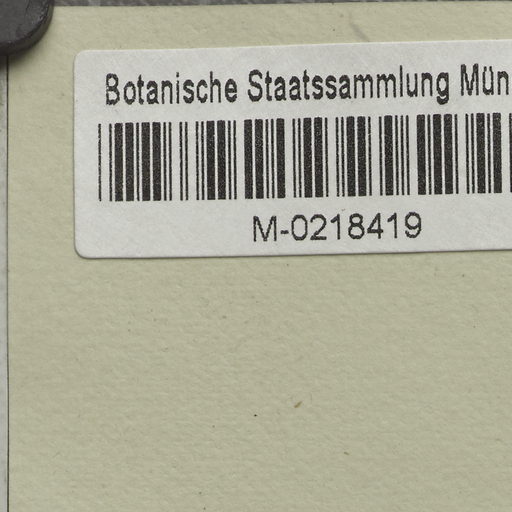 Botanische Staatssammlung Mün
M-0218419